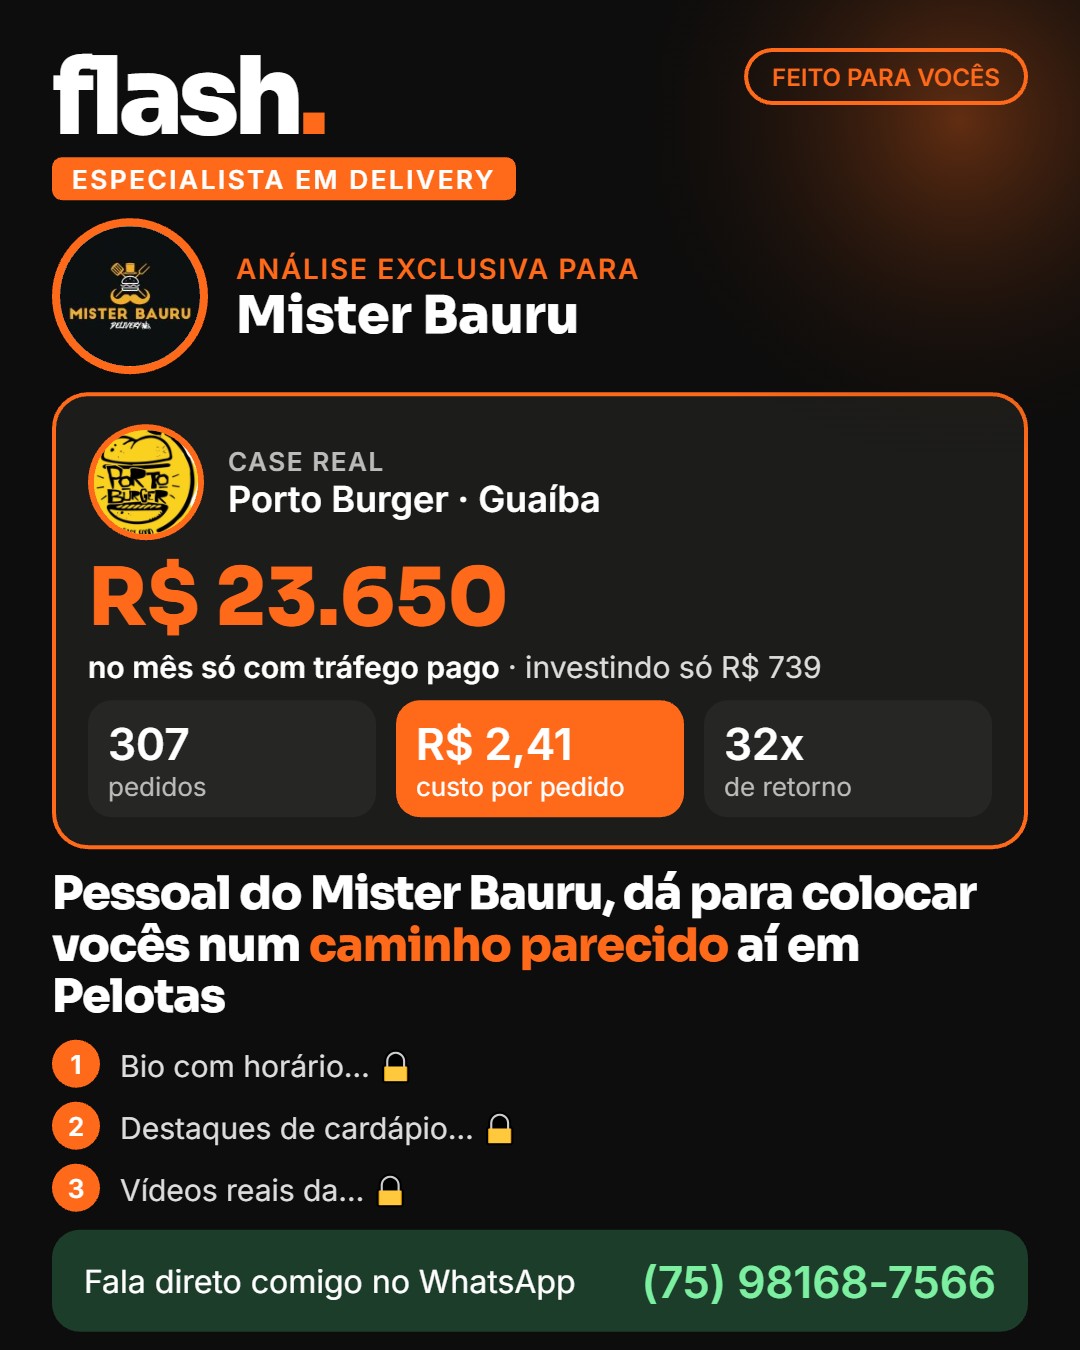 flash.
FEITO PARA VOCÊS
ESPECIALISTA EM DELIVERY
MISTER BAURU
DELIVERY
ANÁLISE EXCLUSIVA PARA
Mister Bauru
PORTO
BURGER
CASE REAL
Porto Burger · Guaíba
R$ 23.650
no mês só com tráfego pago · investindo só R$ 739
307
pedidos
R$ 2,41
custo por pedido
32x
de retorno
Pessoal do Mister Bauru, dá para colocar
vocês num caminho parecido aí em
Pelotas
1 Bio com horário... 🔒
2 Destaques de cardápio... 🔒
3 Vídeos reais da... 🔒
Fala direto comigo no WhatsApp (75) 98168-7566